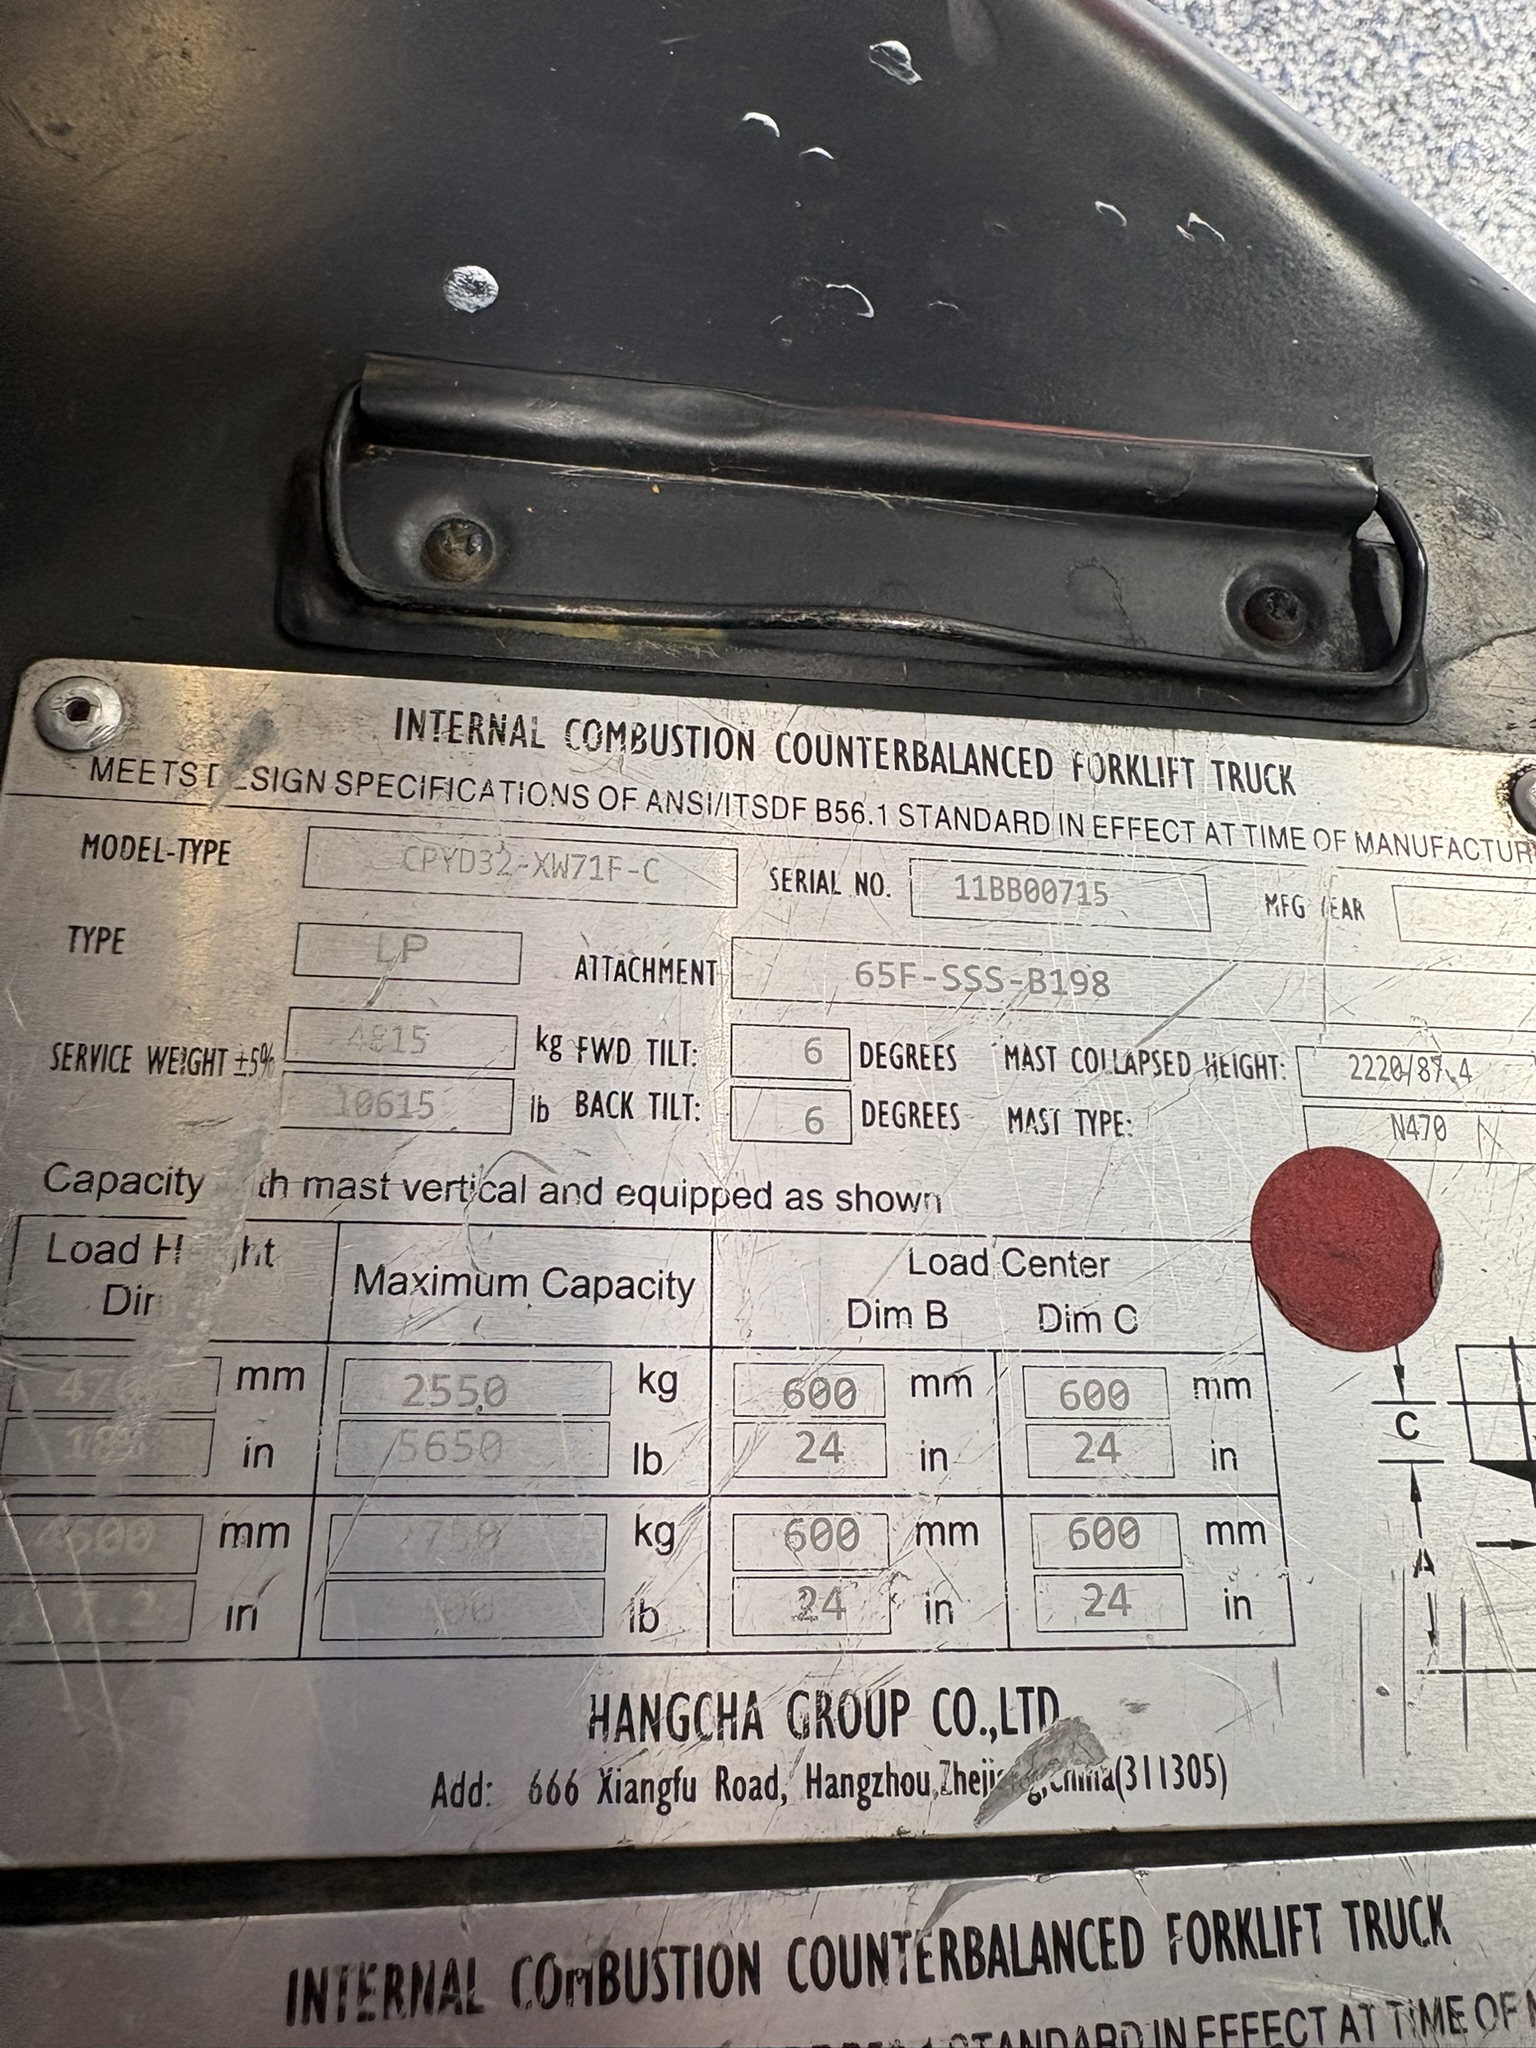 INTERNAL COMBUSTION COUNTERBALANCED FORKLIFT TRUCK
MEETS DESIGN SPECIFICATIONS OF ANSI/ITSDF B56.1 STANDARD IN EFFECT AT TIME OF MANUFACTUR
MODEL-TYPE CPYD32-XW71F-C SERIAL NO. 11BB00715 MFG YEAR
TYPE LP ATTACHMENT 65F-SSS-B198
SERVICE WEIGHT ±5% 4815 kg FWD TILT: 6 DEGREES MAST COLLAPSED HEIGHT: 2220/87.4
10615 lb BACK TILT: 6 DEGREES MAST TYPE: N470
Capacity th mast vertical and equipped as shown
Load Height Maximum Capacity Load Center
Dim B Dim C
mm 2550 kg 600 mm 600 mm
in 5650 lb 24 in 24 in
mm kg 600 mm 600 mm
in lb 24 in 24 in
C
A
HANGCHA GROUP CO.,LTD
Add: 666 Xiangfu Road, Hangzhou,Zhejiang,China(311305)
INTERNAL COMBUSTION COUNTERBALANCED FORKLIFT TRUCK
STANDARD IN EFFECT AT TIME OF